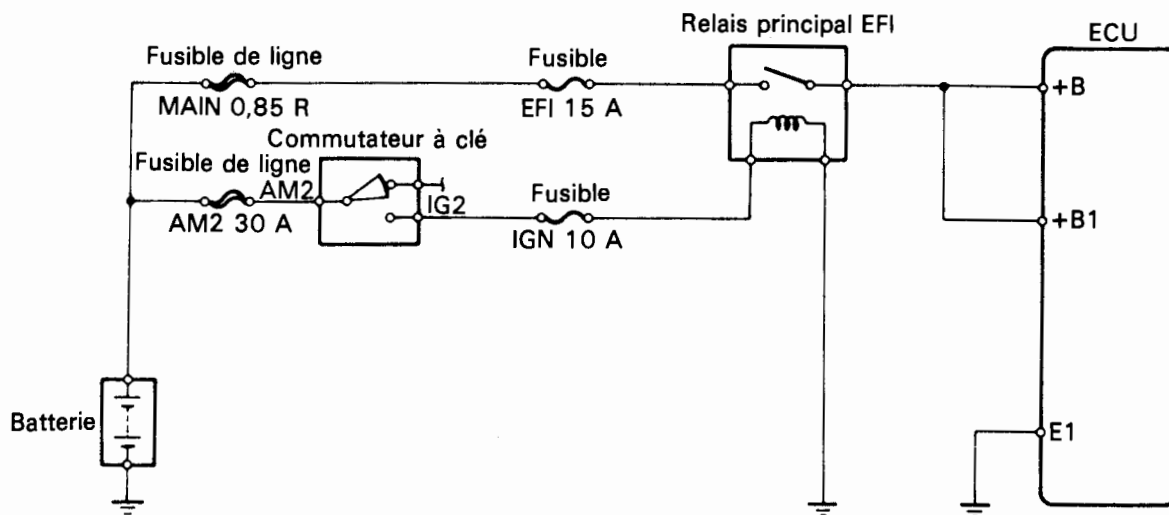 Relais principal EFI
ECU
Fusible de ligne
Fusible
MAIN 0,85 R
EFI 15 A
+B
Commutateur à clé
Fusible de ligne
AM2
IG2
Fusible
AM2 30 A
IGN 10 A
+B1
Batterie
E1